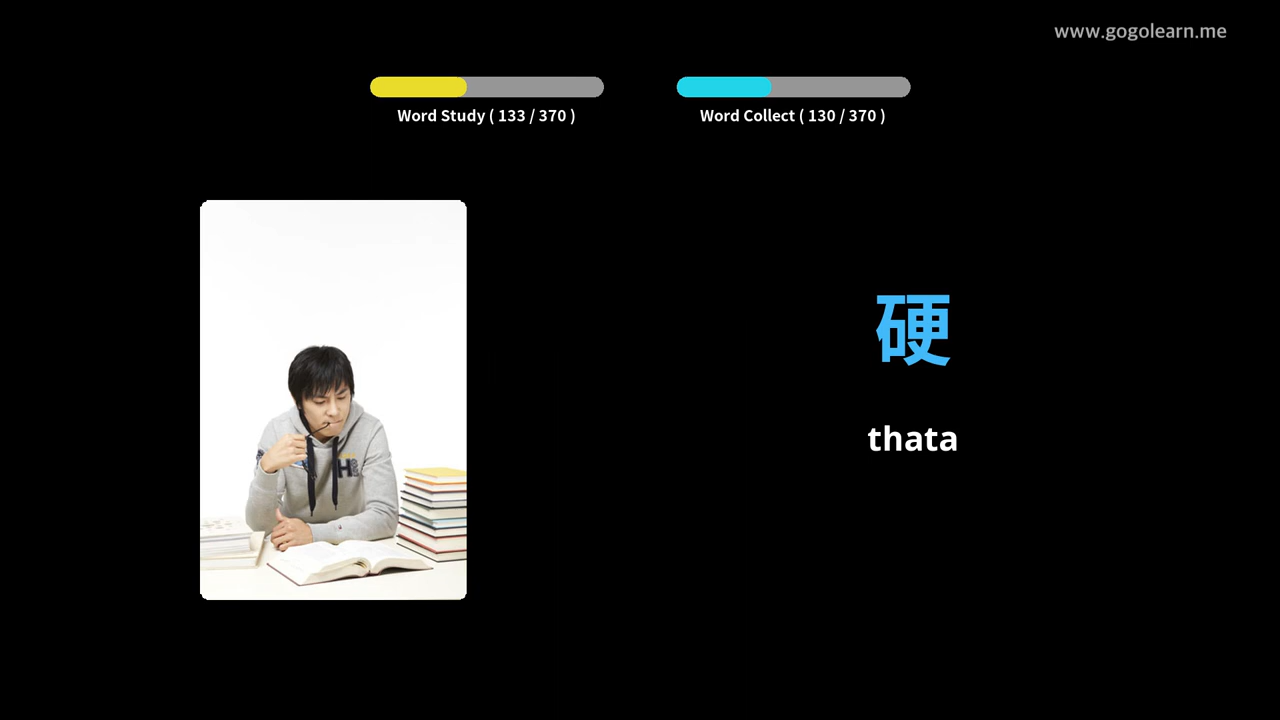 www.gogolearn.me
Word Study ( 133 / 370 )
Word Collect ( 130 / 370 )
硬
thata
H